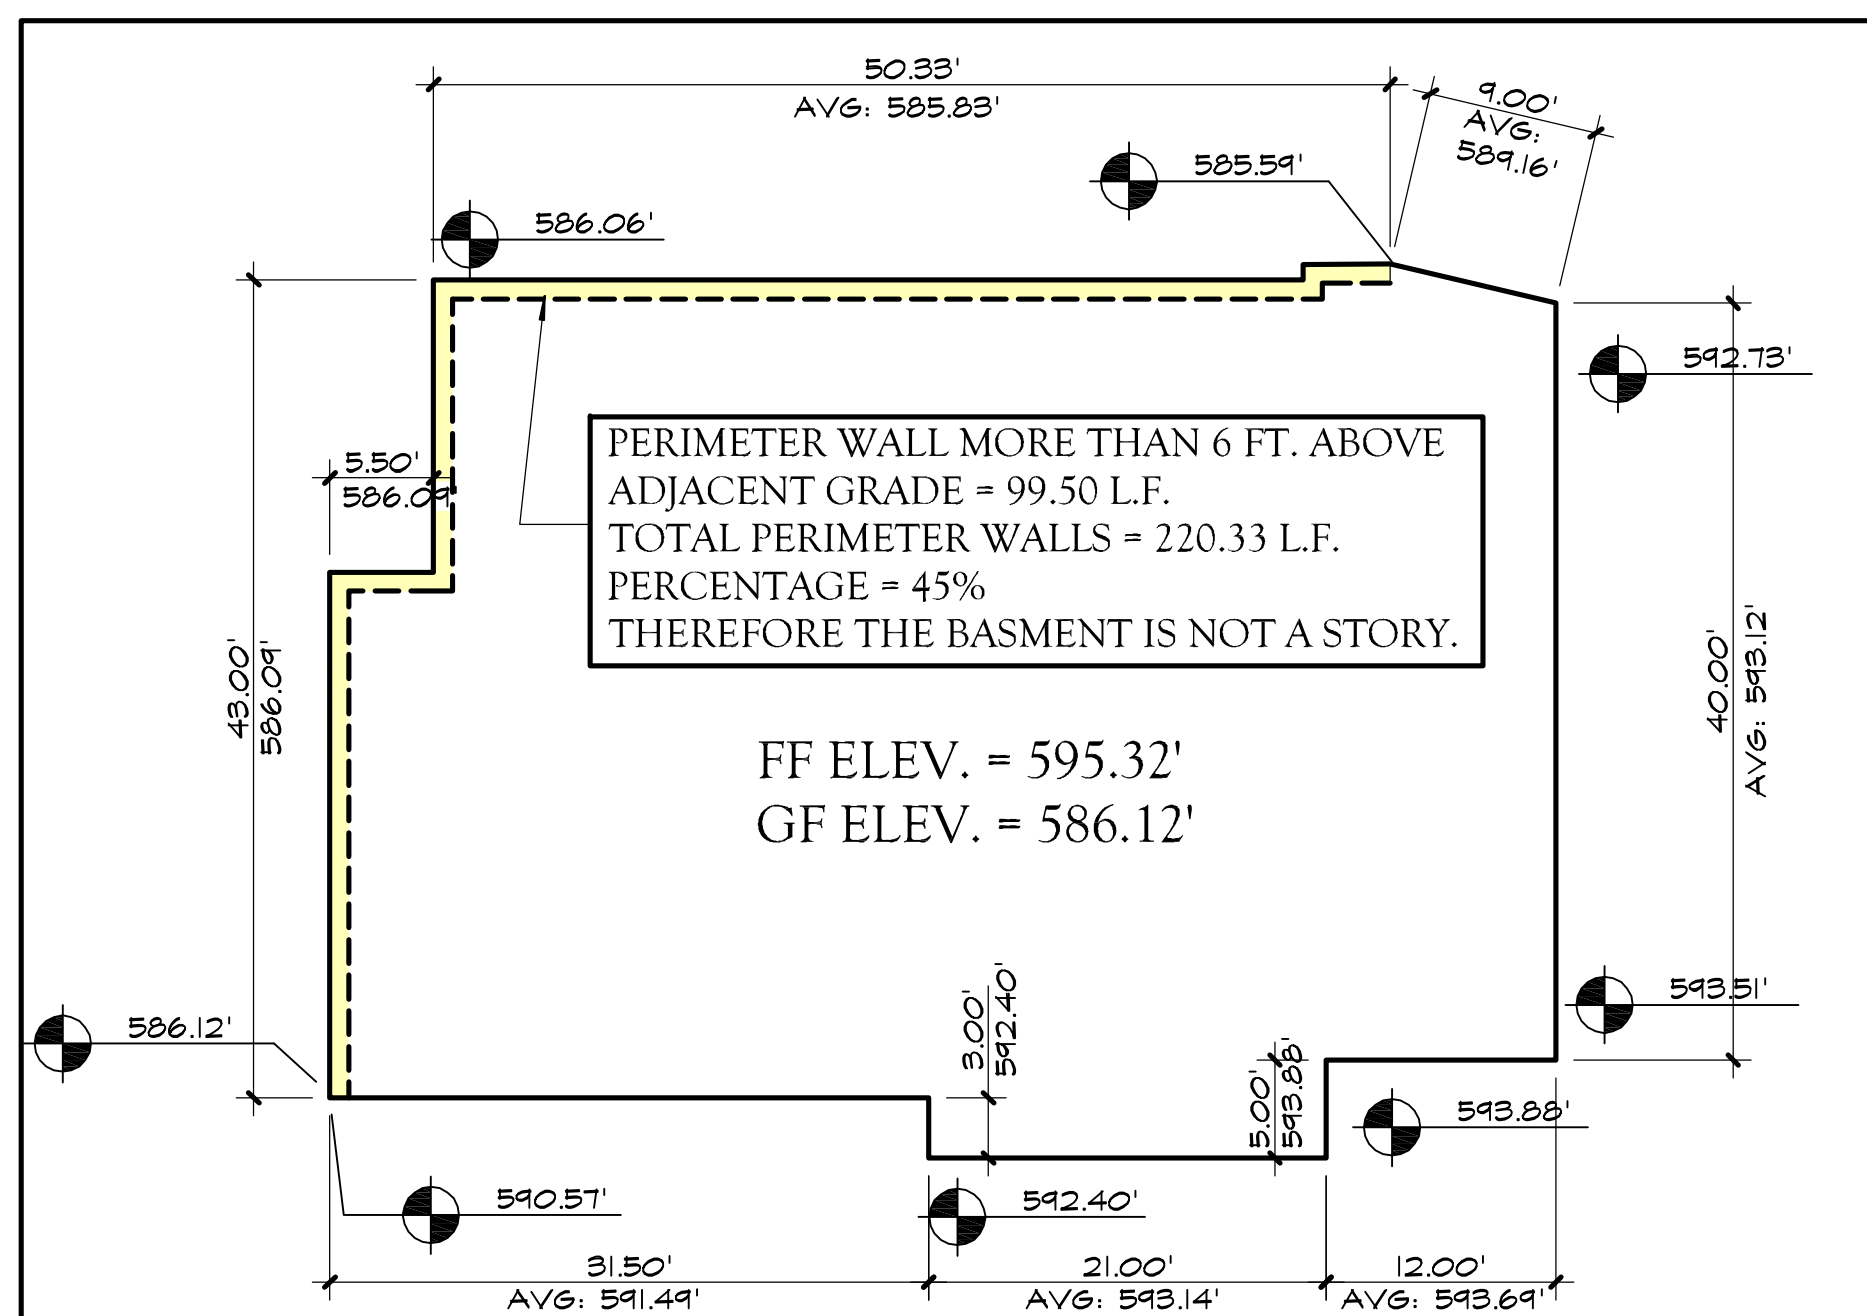 50.33'
AVG: 585.83'
9.00'
AVG:
589.16'
585.59'
586.06'
592.73'
5.50'
586.09'
PERIMETER WALL MORE THAN 6 FT. ABOVE
ADJACENT GRADE = 99.50 L.F.
TOTAL PERIMETER WALLS = 220.33 L.F.
PERCENTAGE = 45%
THEREFORE THE BASMENT IS NOT A STORY.
43.00'
586.09'
40.00'
AVG: 593.12'
FF ELEV. = 595.32'
GF ELEV. = 586.12'
586.12'
3.00'
592.40'
5.00'
593.88'
593.51'
593.88'
590.57'
592.40'
31.50'
AVG: 591.49'
21.00'
AVG: 593.14'
12.00'
AVG: 593.69'